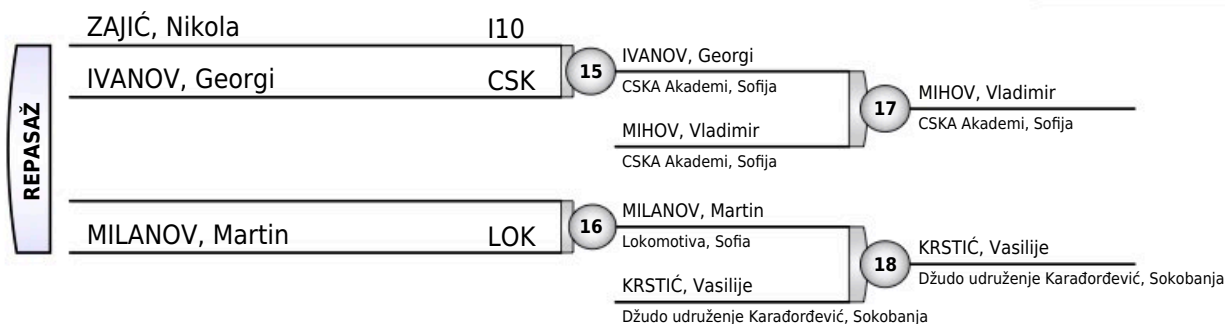 REPASAŽ
ZAJIĆ, Nikola I10
IVANOV, Georgi CSK
15
IVANOV, Georgi
CSKA Akademi, Sofija
MIHOV, Vladimir
CSKA Akademi, Sofija
17
MIHOV, Vladimir
CSKA Akademi, Sofija
MILANOV, Martin LOK
16
MILANOV, Martin
Lokomotiva, Sofia
KRSTIĆ, Vasilije
Džudo udruženje Karađorđević, Sokobanja
18
KRSTIĆ, Vasilije
Džudo udruženje Karađorđević, Sokobanja